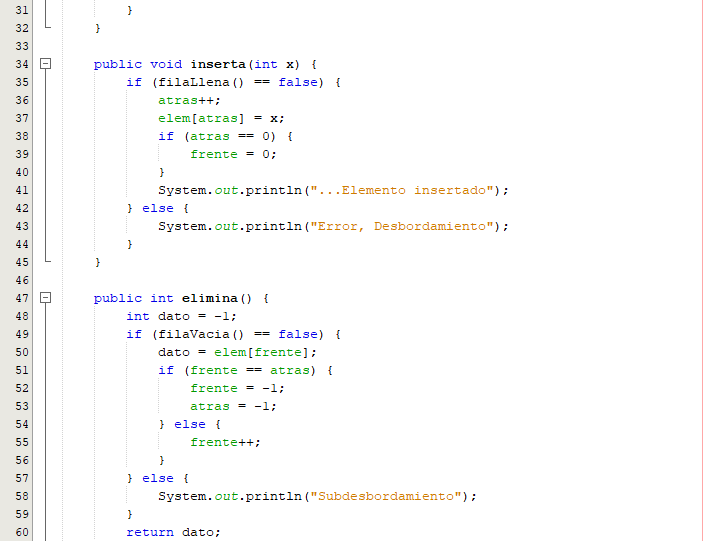 31         }
32     }
33
34     public void inserta(int x) {
35         if (filaLlena() == false) {
36             atras++;
37             elem[atras] = x;
38             if (atras == 0) {
39                 frente = 0;
40             }
41             System.out.println("...Elemento insertado");
42         } else {
43             System.out.println("Error, Desbordamiento");
44         }
45     }
46
47     public int elimina() {
48         int dato = -1;
49         if (filaVacia() == false) {
50             dato = elem[frente];
51             if (frente == atras) {
52                 frente = -1;
53                 atras = -1;
54             } else {
55                 frente++;
56             }
57         } else {
58             System.out.println("Subdesbordamiento");
59         }
60         return dato;